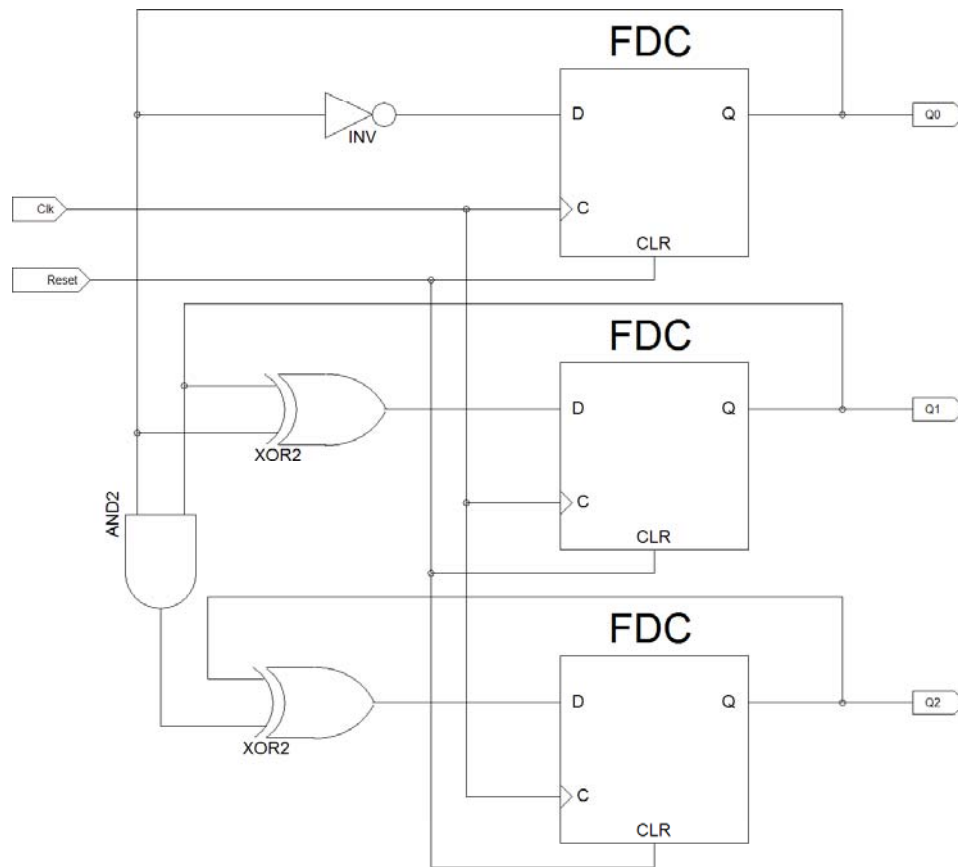 FDC
D
Q
Q0
INV
Clk
C
CLR
Reset
FDC
D
Q
Q1
XOR2
AND2
C
CLR
FDC
D
Q
Q2
XOR2
C
CLR